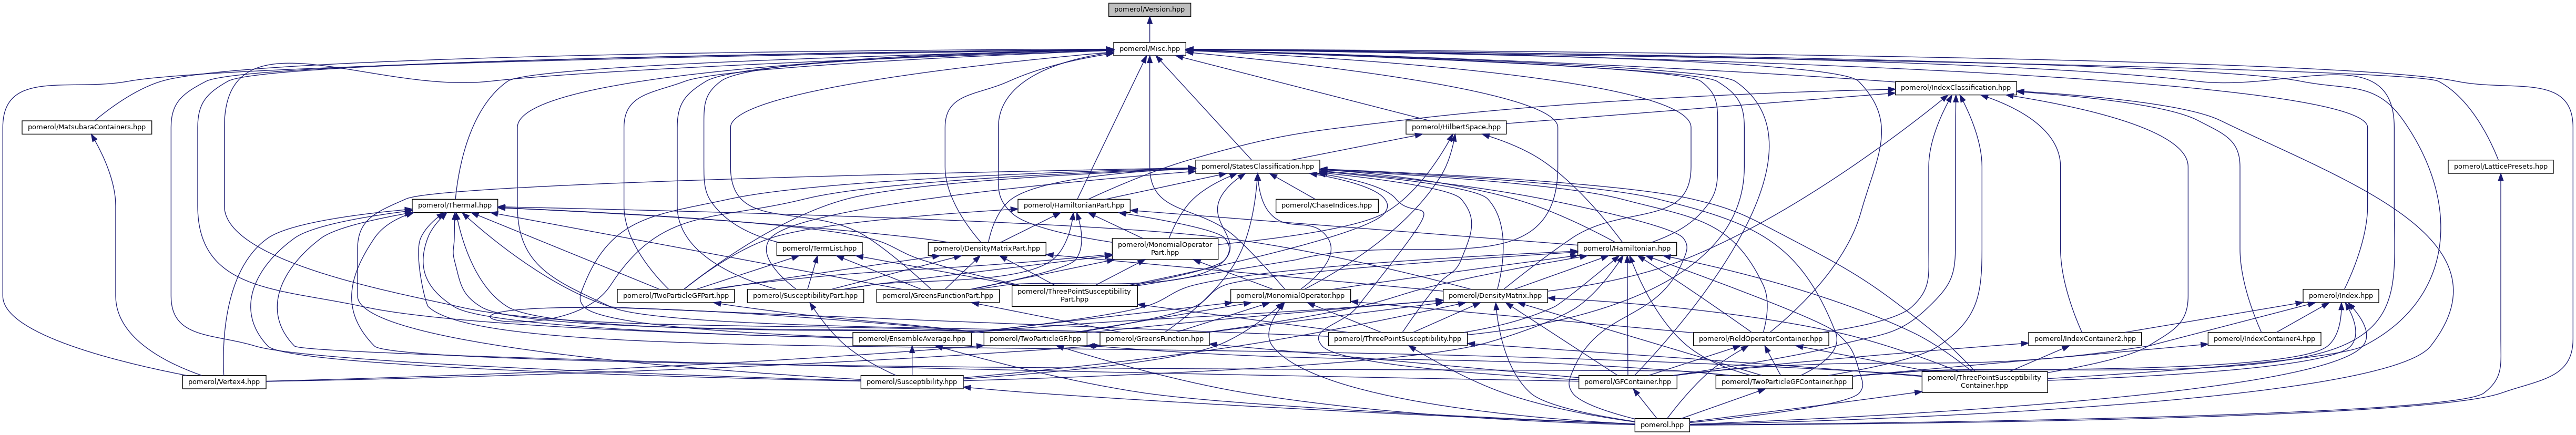 pomerol/Version.hpp
pomerol/Misc.hpp
pomerol/IndexClassification.hpp
pomerol/MatsubaraContainers.hpp
pomerol/HilbertSpace.hpp
pomerol/StatesClassification.hpp
pomerol/LatticePresets.hpp
pomerol/Thermal.hpp
pomerol/HamiltonianPart.hpp
pomerol/ChaseIndices.hpp
pomerol/TermList.hpp
pomerol/DensityMatrixPart.hpp
pomerol/MonomialOperator
Part.hpp
pomerol/Hamiltonian.hpp
pomerol/TwoParticleGFPart.hpp
pomerol/SusceptibilityPart.hpp
pomerol/GreensFunctionPart.hpp
pomerol/ThreePointSusceptibility
Part.hpp
pomerol/MonomialOperator.hpp
pomerol/DensityMatrix.hpp
pomerol/Index.hpp
pomerol/EnsembleAverage.hpp
pomerol/TwoParticleGF.hpp
pomerol/GreensFunction.hpp
pomerol/ThreePointSusceptibility.hpp
pomerol/FieldOperatorContainer.hpp
pomerol/IndexContainer2.hpp
pomerol/IndexContainer4.hpp
pomerol/Vertex4.hpp
pomerol/Susceptibility.hpp
pomerol/GFContainer.hpp
pomerol/TwoParticleGFContainer.hpp
pomerol/ThreePointSusceptibility
Container.hpp
pomerol.hpp